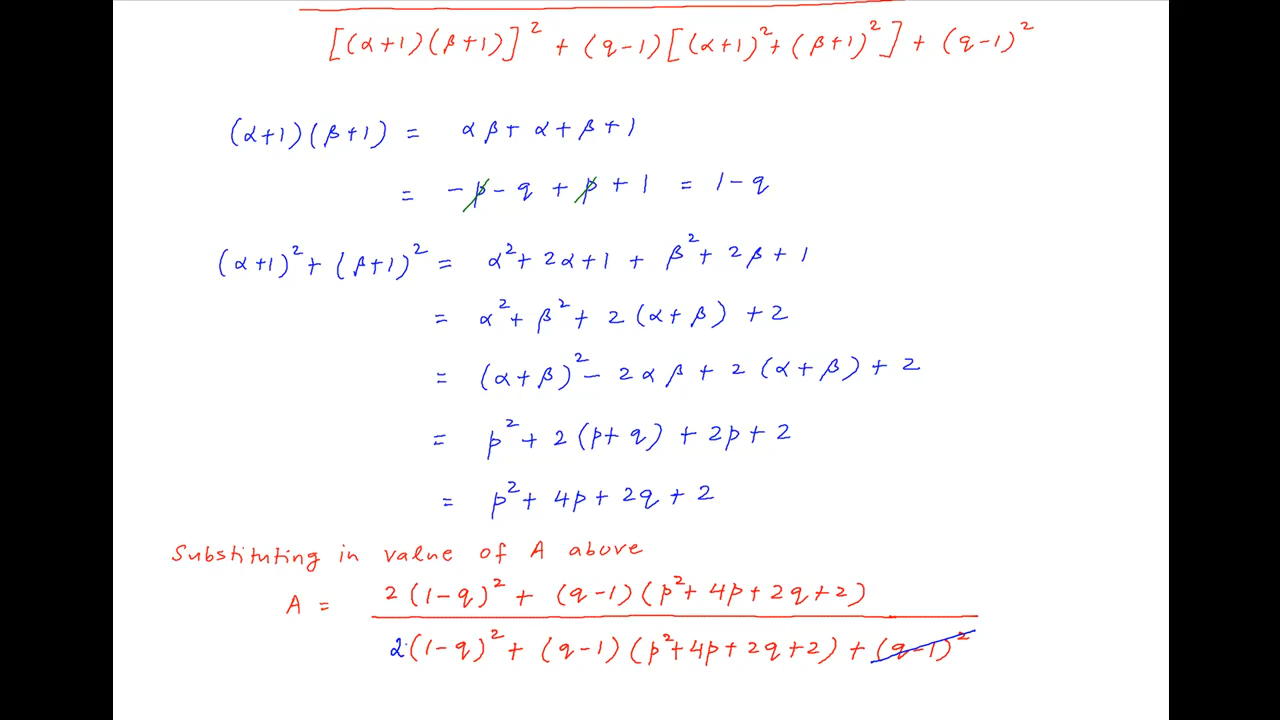 [(α+1)(β+1)]² + (q-1)[(α+1)² + (β+1)²] + (q-1)²
(α+1)(β+1) = αβ + α + β + 1
= -p - q + p + 1 = 1 - q
(α+1)² + (β+1)² = α² + 2α + 1 + β² + 2β + 1
= α² + β² + 2(α+β) + 2
= (α+β)² - 2αβ + 2(α+β) + 2
= p² + 2(p+q) + 2p + 2
= p² + 4p + 2q + 2
Substituting in value of A above
A = 2(1-q)² + (q-1)(p² + 4p + 2q + 2)
2(1-q)² + (q-1)(p² + 4p + 2q + 2) + (q-1)²